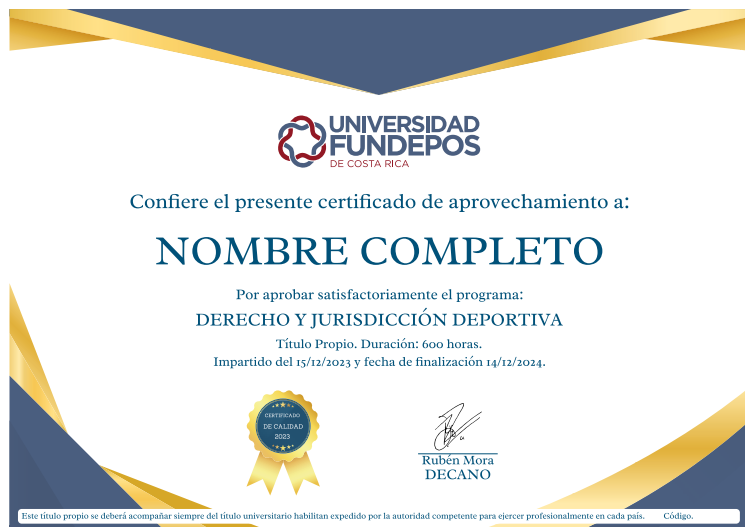 UNIVERSIDAD
FUNDEPOS
DE COSTA RICA
Confiere el presente certificado de aprovechamiento a:
NOMBRE COMPLETO
Por aprobar satisfactoriamente el programa:
DERECHO Y JURISDICCIÓN DEPORTIVA
Título Propio. Duración: 600 horas.
Impartido del 15/12/2023 y fecha de finalización 14/12/2024.
CERTIFICADO
DE CALIDAD
2023
Rubén Mora
DECANO
Este título propio se deberá acompañar siempre del título universitario habilitan expedido por la autoridad competente para ejercer profesionalmente en cada país. Código.